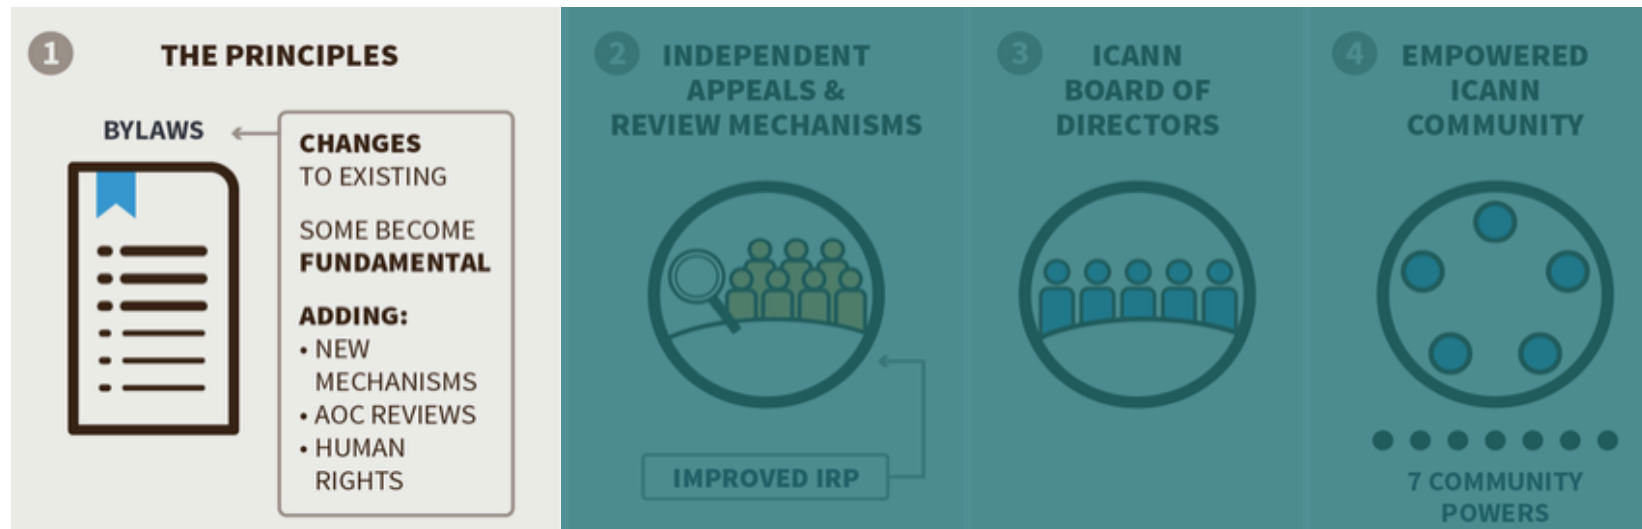 1
THE PRINCIPLES
BYLAWS
CHANGES
TO EXISTING
SOME BECOME
FUNDAMENTAL
ADDING:
• NEW
MECHANISMS
• AOC REVIEWS
• HUMAN
RIGHTS
2
INDEPENDENT
APPEALS &
REVIEW MECHANISMS
IMPROVED IRP
3
ICANN
BOARD OF
DIRECTORS
4
EMPOWERED
ICANN
COMMUNITY
7 COMMUNITY
POWERS